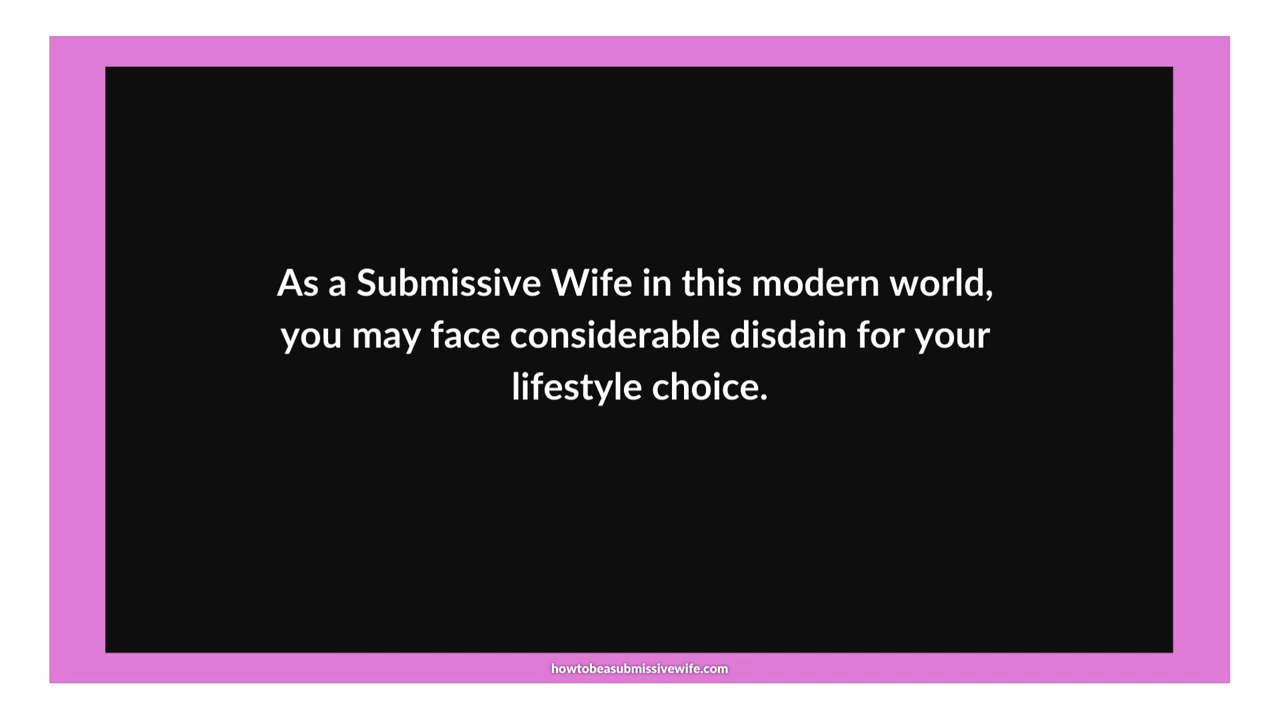 As a Submissive Wife in this modern world,
you may face considerable disdain for your
lifestyle choice.
howtobeasubmissivewife.com